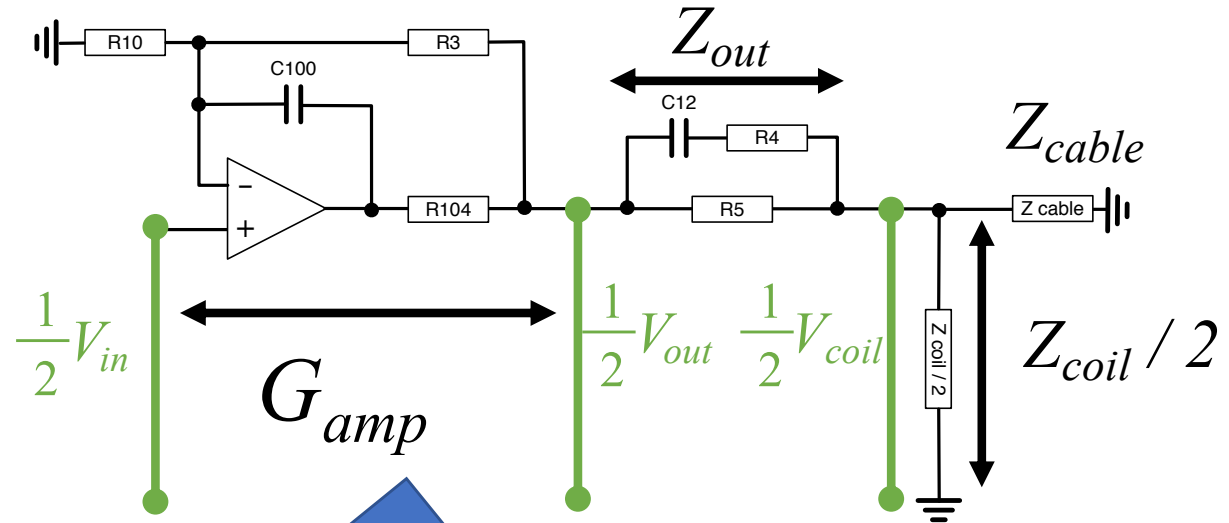 R10
R3
C100
Z_out
C12
R4
Z_cable
−
+
R104
R5
Z cable
1/2 V_in
G_amp
1/2 V_out
1/2 V_coil
Z coil / 2
Z_coil / 2